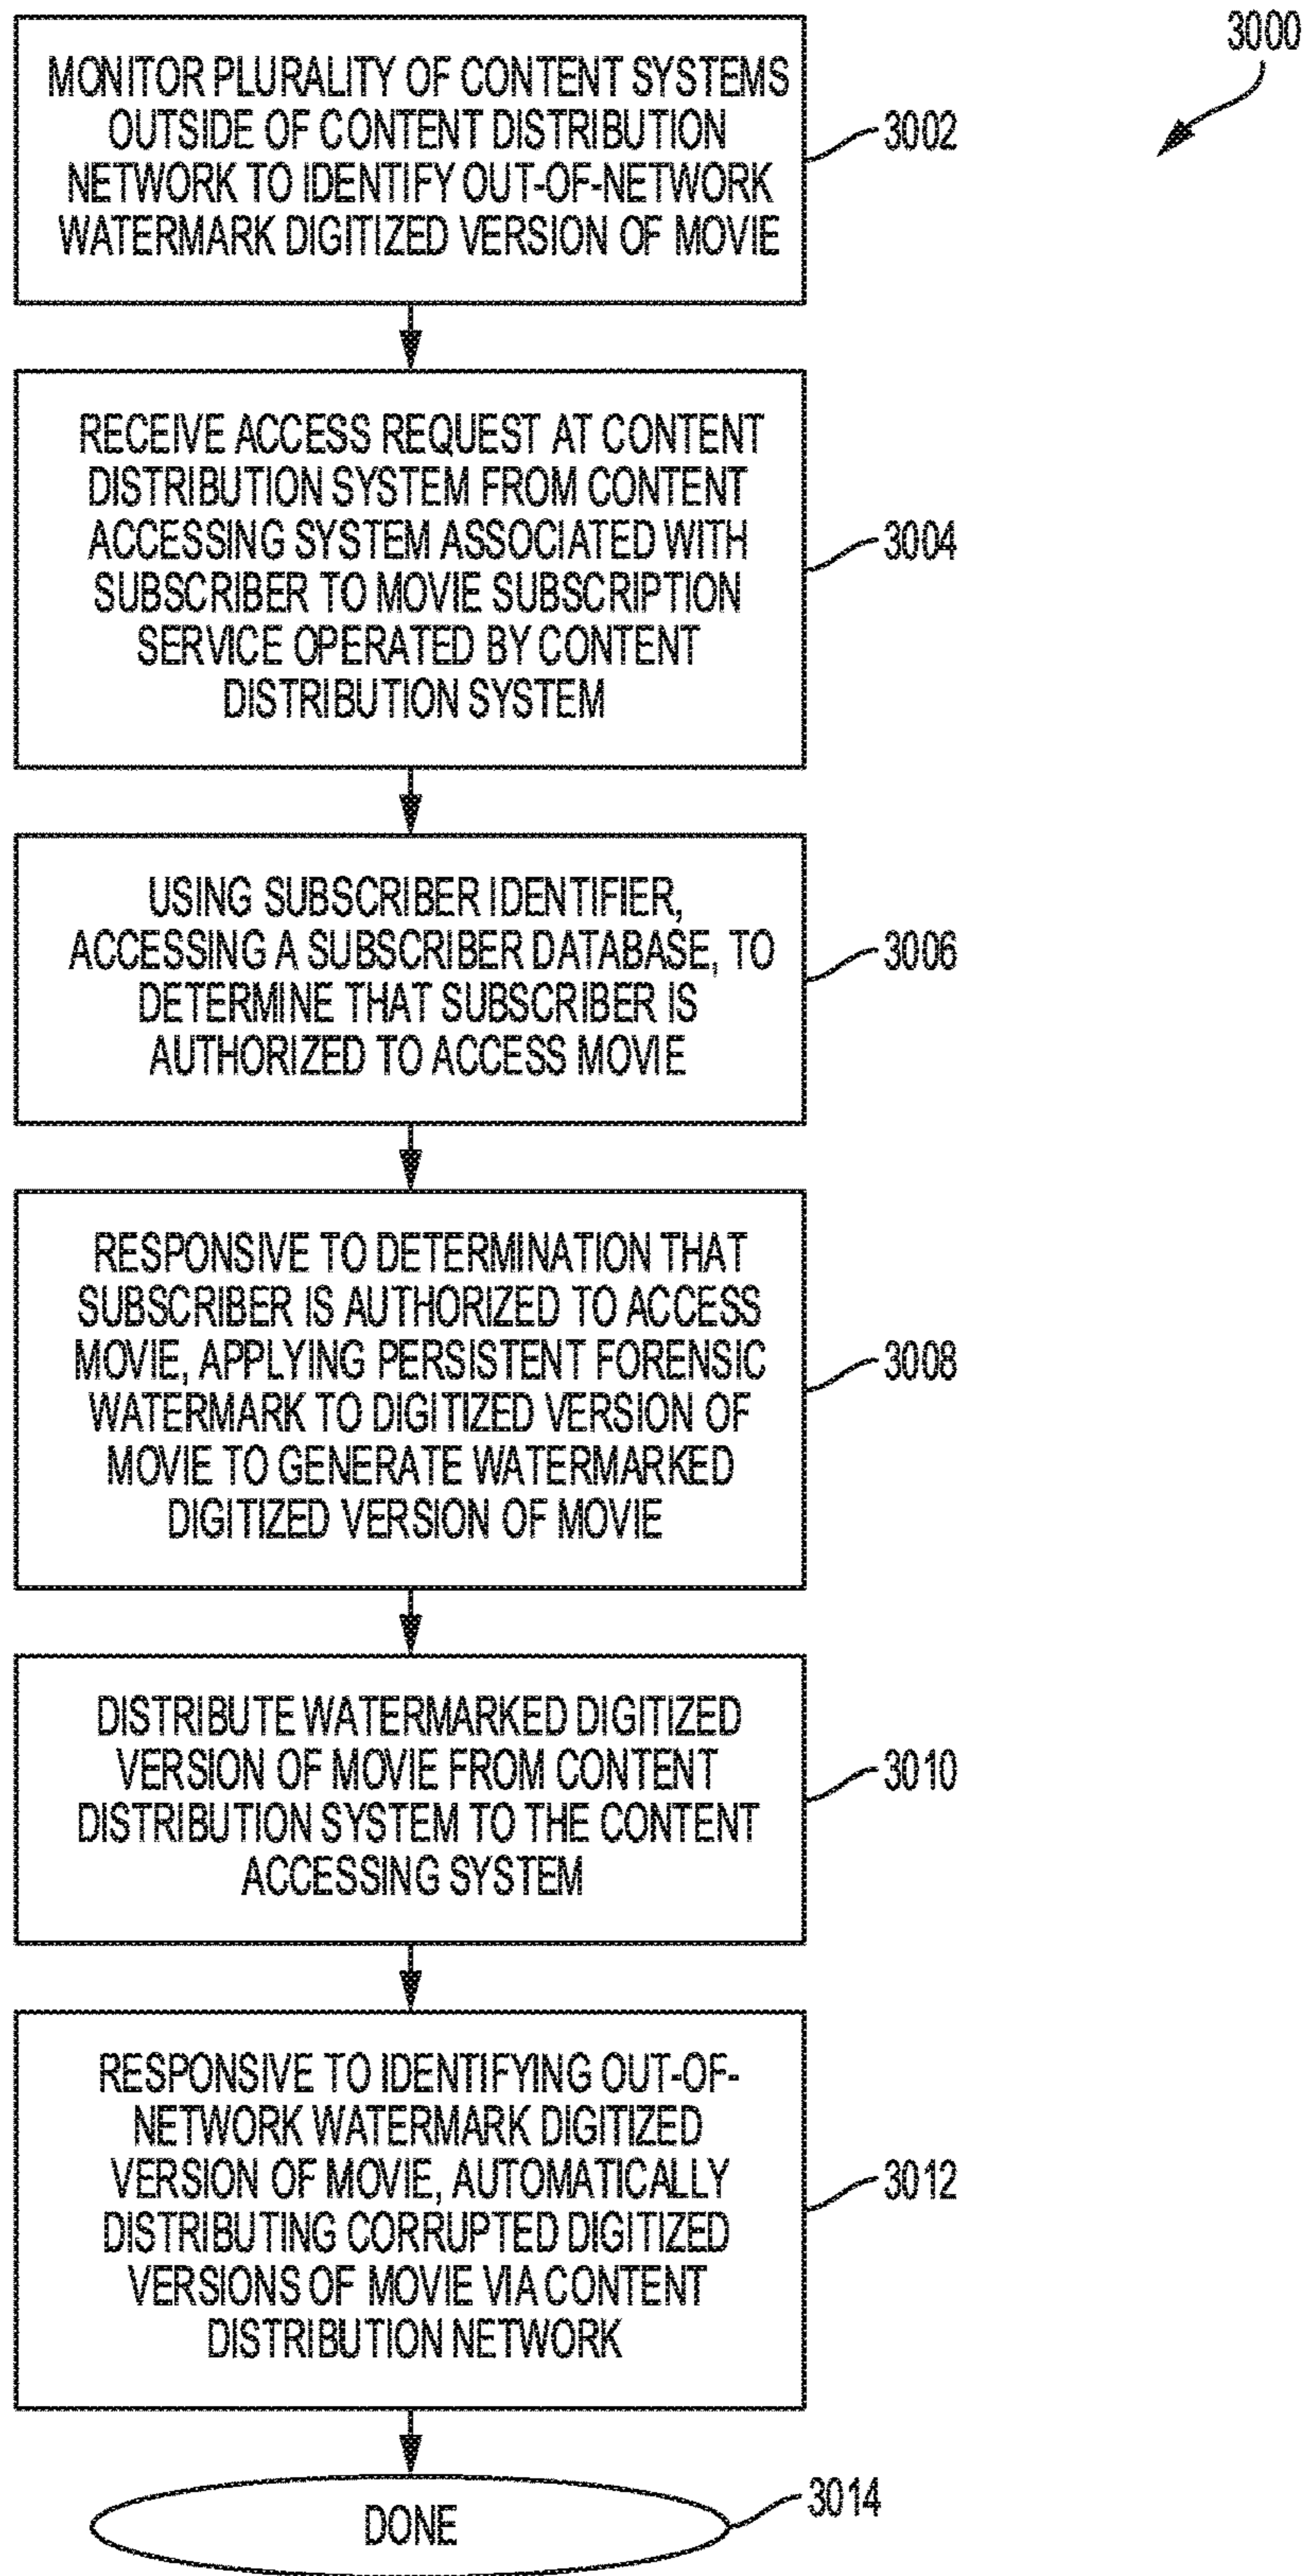 3000
MONITOR PLURALITY OF CONTENT SYSTEMS
OUTSIDE OF CONTENT DISTRIBUTION
NETWORK TO IDENTIFY OUT-OF-NETWORK
WATERMARK DIGITIZED VERSION OF MOVIE
3002
RECEIVE ACCESS REQUEST AT CONTENT
DISTRIBUTION SYSTEM FROM CONTENT
ACCESSING SYSTEM ASSOCIATED WITH
SUBSCRIBER TO MOVIE SUBSCRIPTION
SERVICE OPERATED BY CONTENT
DISTRIBUTION SYSTEM
3004
USING SUBSCRIBER IDENTIFIER,
ACCESSING A SUBSCRIBER DATABASE, TO
DETERMINE THAT SUBSCRIBER IS
AUTHORIZED TO ACCESS MOVIE
3006
RESPONSIVE TO DETERMINATION THAT
SUBSCRIBER IS AUTHORIZED TO ACCESS
MOVIE, APPLYING PERSISTENT FORENSIC
WATERMARK TO DIGITIZED VERSION OF
MOVIE TO GENERATE WATERMARKED
DIGITIZED VERSION OF MOVIE
3008
DISTRIBUTE WATERMARKED DIGITIZED
VERSION OF MOVIE FROM CONTENT
DISTRIBUTION SYSTEM TO THE CONTENT
ACCESSING SYSTEM
3010
RESPONSIVE TO IDENTIFYING OUT-OF-
NETWORK WATERMARK DIGITIZED
VERSION OF MOVIE, AUTOMATICALLY
DISTRIBUTING CORRUPTED DIGITIZED
VERSIONS OF MOVIE VIA CONTENT
DISTRIBUTION NETWORK
3012
DONE
3014